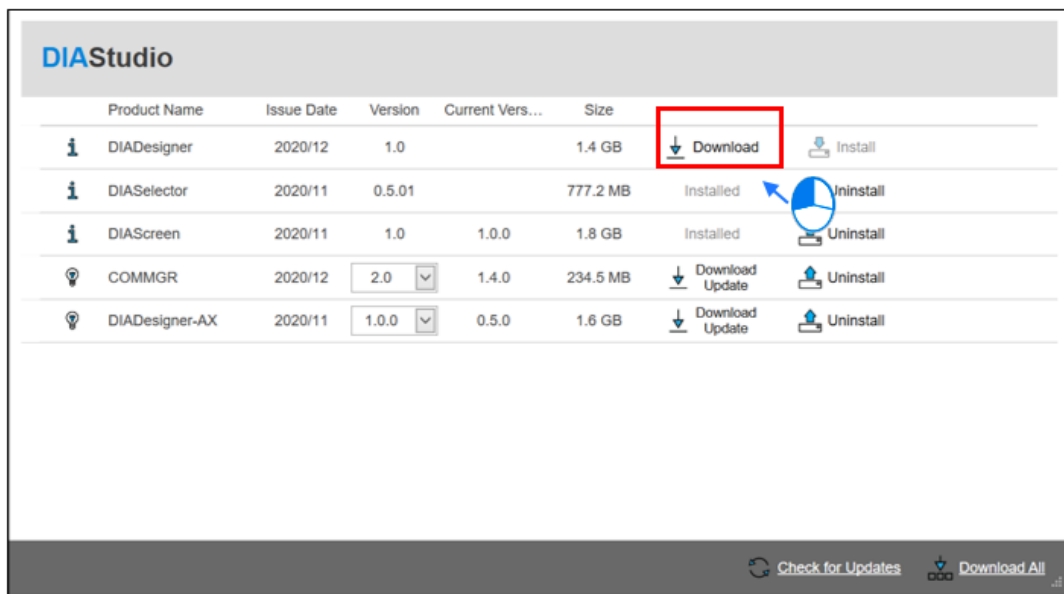 DIAStudio
Product Name Issue Date Version Current Vers... Size
DIADesigner 2020/12 1.0 1.4 GB Download Install
DIASelector 2020/11 0.5.01 777.2 MB Installed Uninstall
DIAScreen 2020/11 1.0 1.0.0 1.8 GB Installed Uninstall
COMMGR 2020/12 2.0 1.4.0 234.5 MB Download Update Uninstall
DIADesigner-AX 2020/11 1.0.0 0.5.0 1.6 GB Download Update Uninstall
Check for Updates Download All